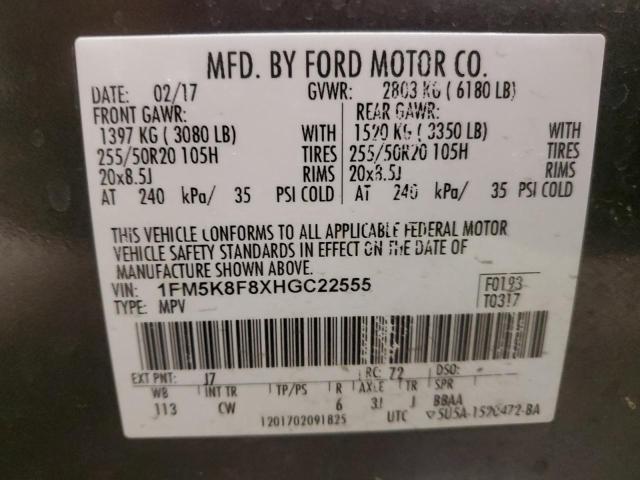 MFD. BY FORD MOTOR CO.
DATE: 02/17 GVWR: 2803 KG ( 6180 LB)
FRONT GAWR: REAR GAWR:
1397 KG ( 3080 LB) WITH 1520 KG ( 3350 LB) WITH
255/50R20 105H TIRES 255/50R20 105H TIRES
20x8.5J RIMS 20x8.5J RIMS
AT 240 kPa/ 35 PSI COLD AT 240 kPa/ 35 PSI COLD
THIS VEHICLE CONFORMS TO ALL APPLICABLE FEDERAL MOTOR
VEHICLE SAFETY STANDARDS IN EFFECT ON THE DATE OF
MANUFACTURE SHOWN ABOVE.
VIN: 1FM5K8F8XHGC22555 F0193
TYPE: MPV T0317
EXT PNT: J7 RC: 72 DSO:
WB INT TR TP/PS R AXLE TR SPR
113 CW 6 3J J BBAA
1201702091825 UTC ▽5U5A-1520472-BA